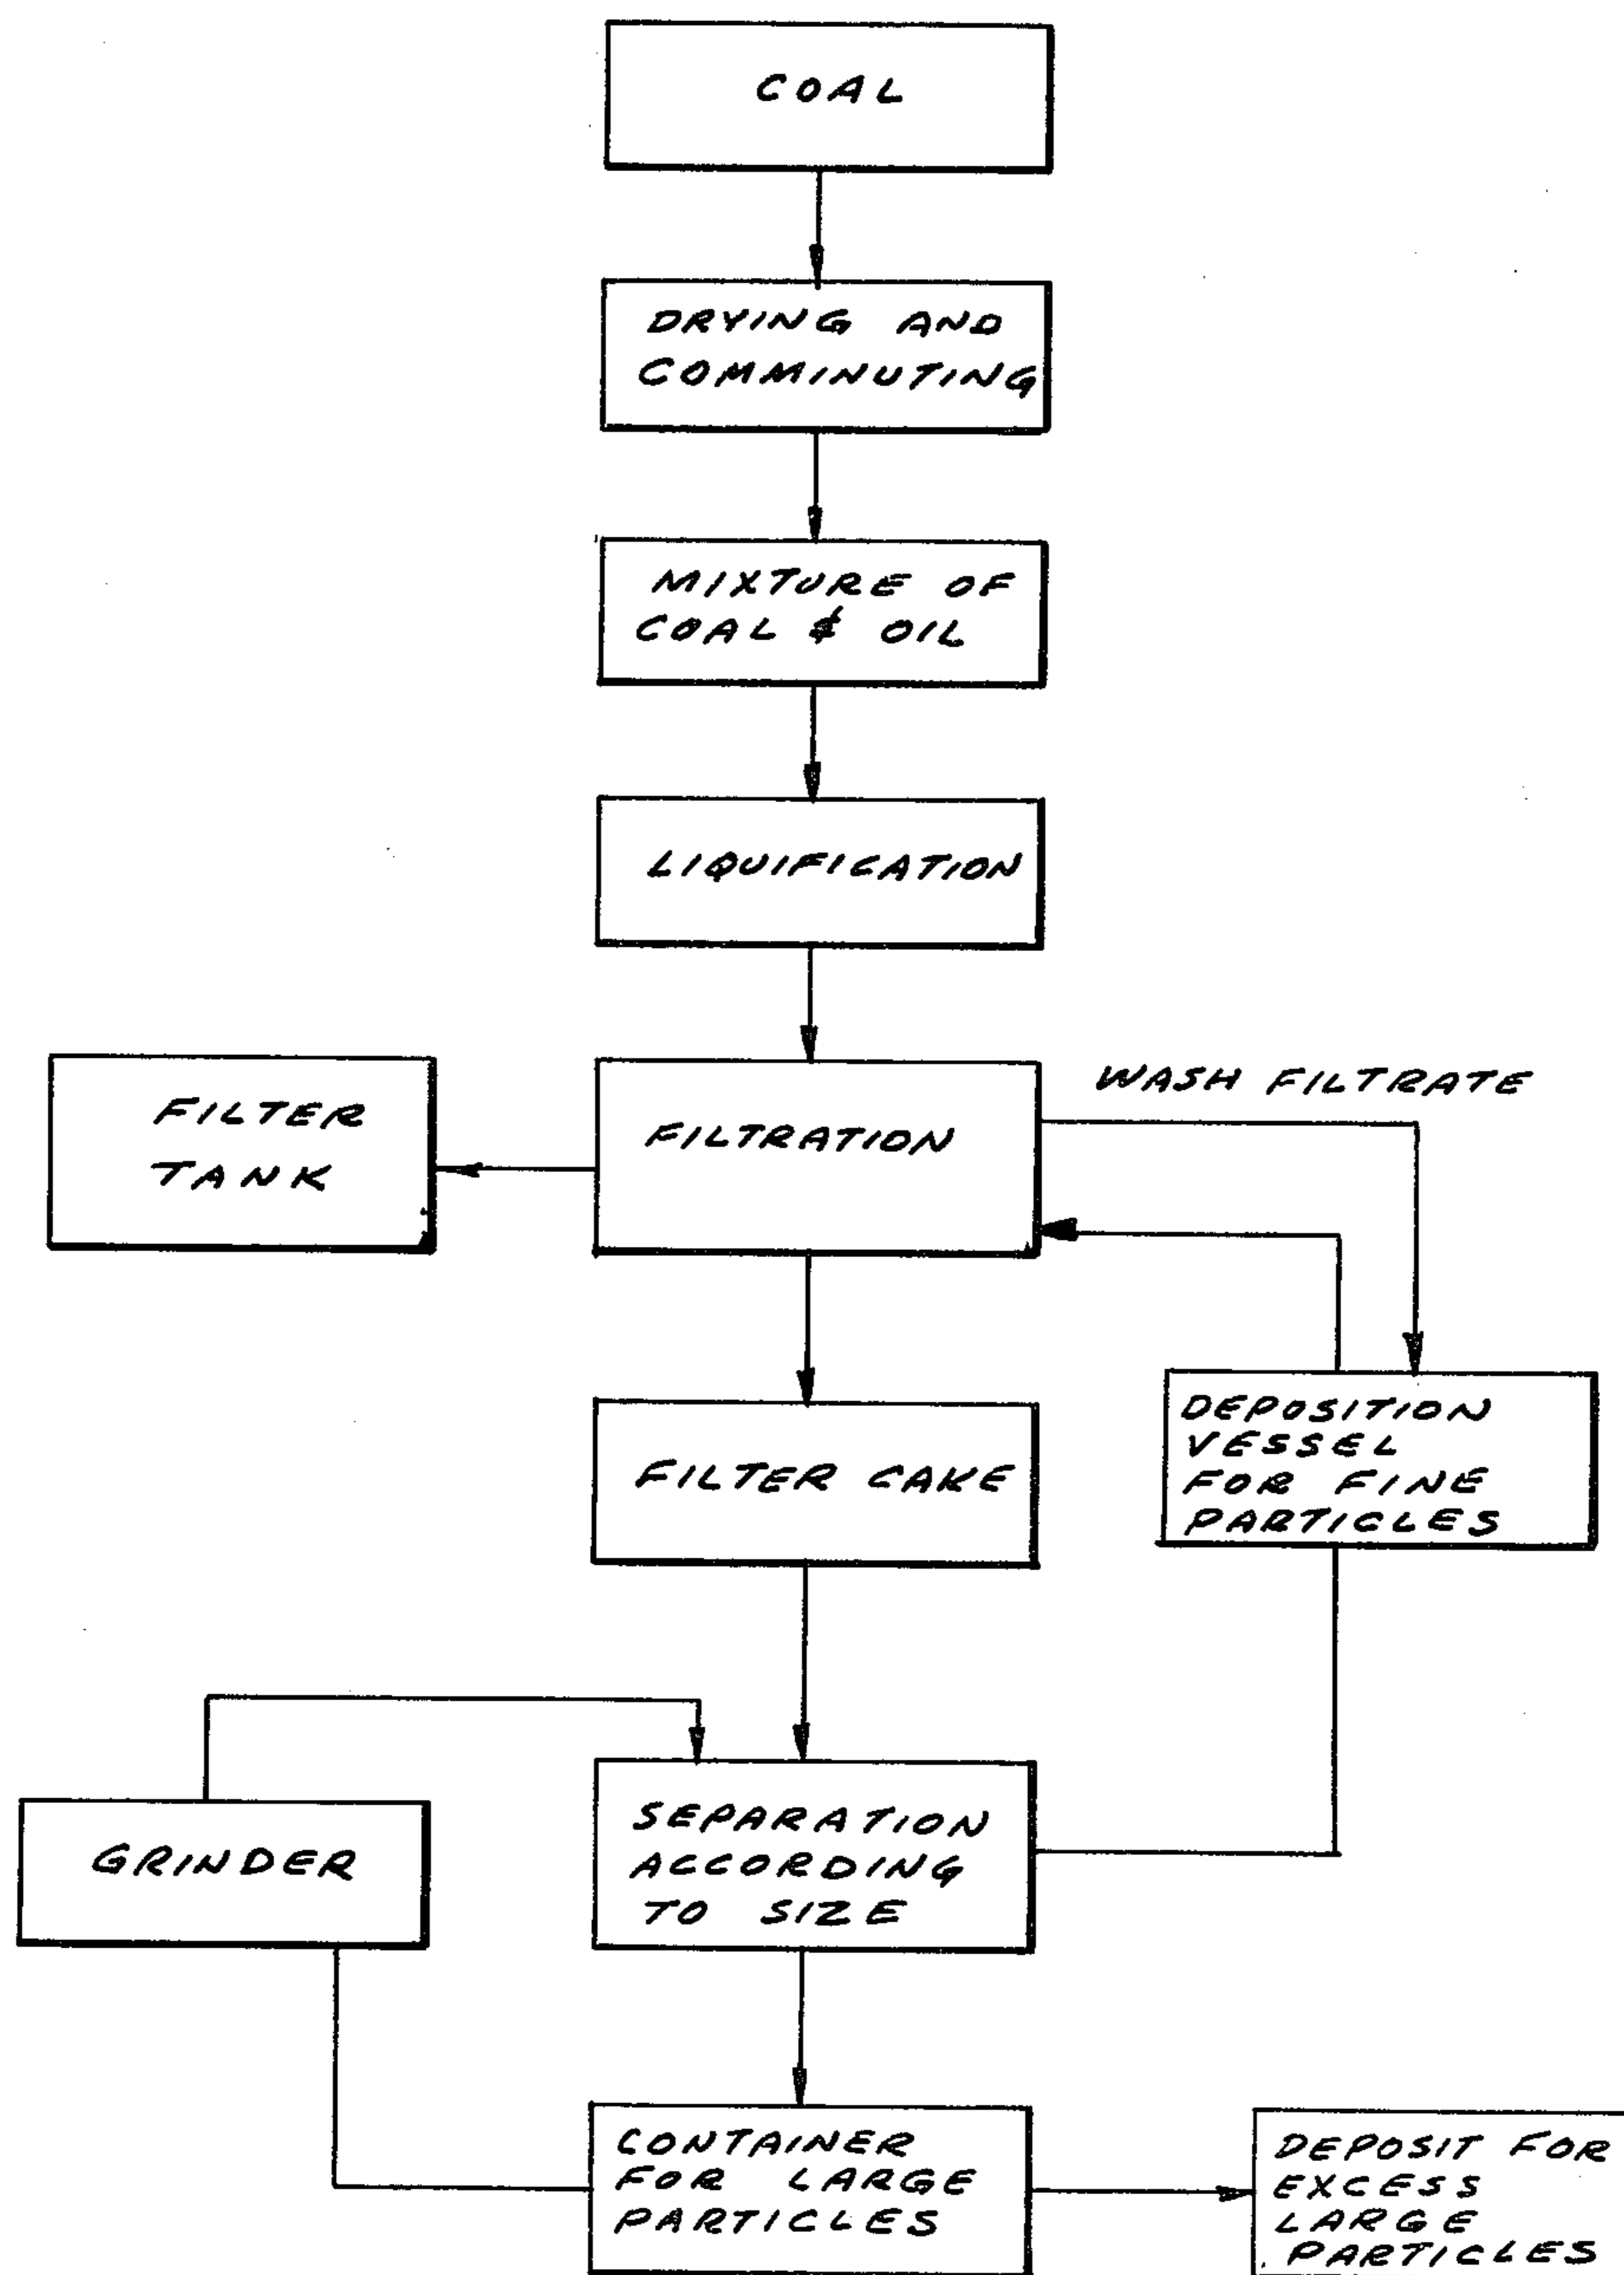 COAL
DRYING AND
COMMINUTING
MIXTURE OF
COAL & OIL
LIQUIFICATION
FILTER
TANK
FILTRATION
WASH FILTRATE
FILTER CAKE
DEPOSITION
VESSEL
FOR FINE
PARTICLES
GRINDER
SEPARATION
ACCORDING
TO SIZE
CONTAINER
FOR LARGE
PARTICLES
DEPOSIT FOR
EXCESS
LARGE
PARTICLES